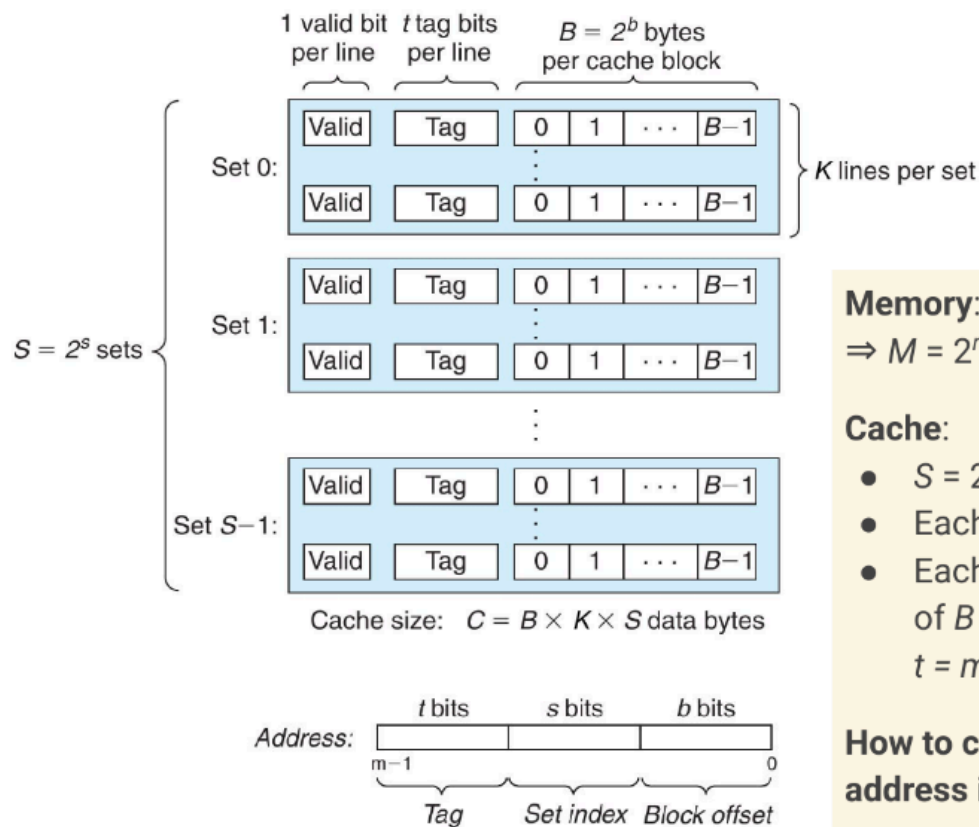 1 valid bit per line
t tag bits per line
B = 2^b bytes per cache block
Valid Tag 0 1 · · · B−1
Set 0:
K lines per set
Valid Tag 0 1 · · · B−1
Valid Tag 0 1 · · · B−1
Set 1:
S = 2^s sets
Valid Tag 0 1 · · · B−1
Valid Tag 0 1 · · · B−1
Set S−1:
Valid Tag 0 1 · · · B−1
Cache size: C = B × K × S data bytes
t bits s bits b bits
Address:
m−1 0
Tag Set index Block offset
Memory:
⇒ M = 2
Cache:
● S = 2
● Each
● Each
of B
t = m
How to c
address i